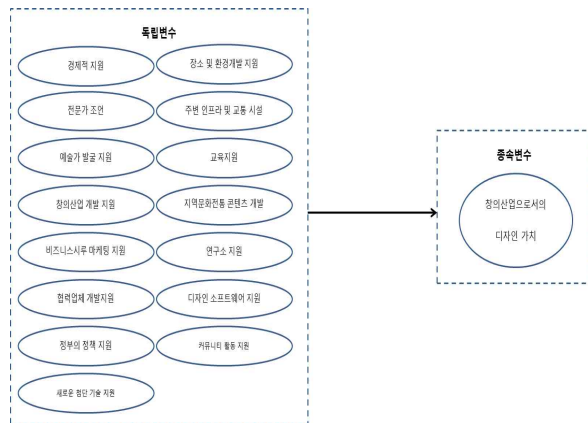 독립변수
경제적 지원
장소 및 환경개발 지원
전문가 조언
주변 인프라 및 교통 시설
예술가 발굴 지원
교육지원
창의산업 개발 지원
지역문화전통 콘텐츠 개발
비즈니스시루 마케팅 지원
연구소 지원
협력업체 개발지원
디자인 소프트웨어 지원
정부의 정책 지원
커뮤니티 활동 지원
새로운 첨단 기술 지원
종속변수
창의산업으로서의
디자인 가치